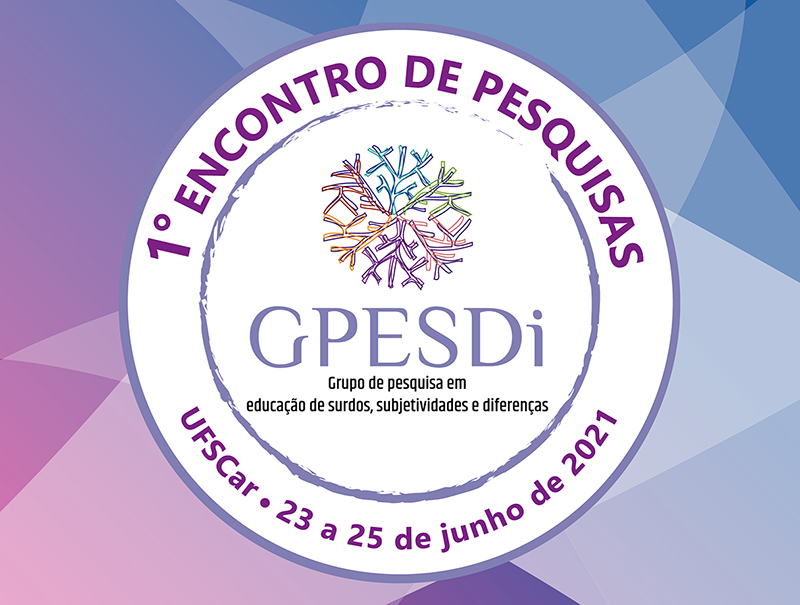 1º ENCONTRO DE PESQUISAS
GPESDi
Grupo de pesquisa em
educação de surdos, subjetividades e diferenças
UFSCar • 23 a 25 de junho de 2021